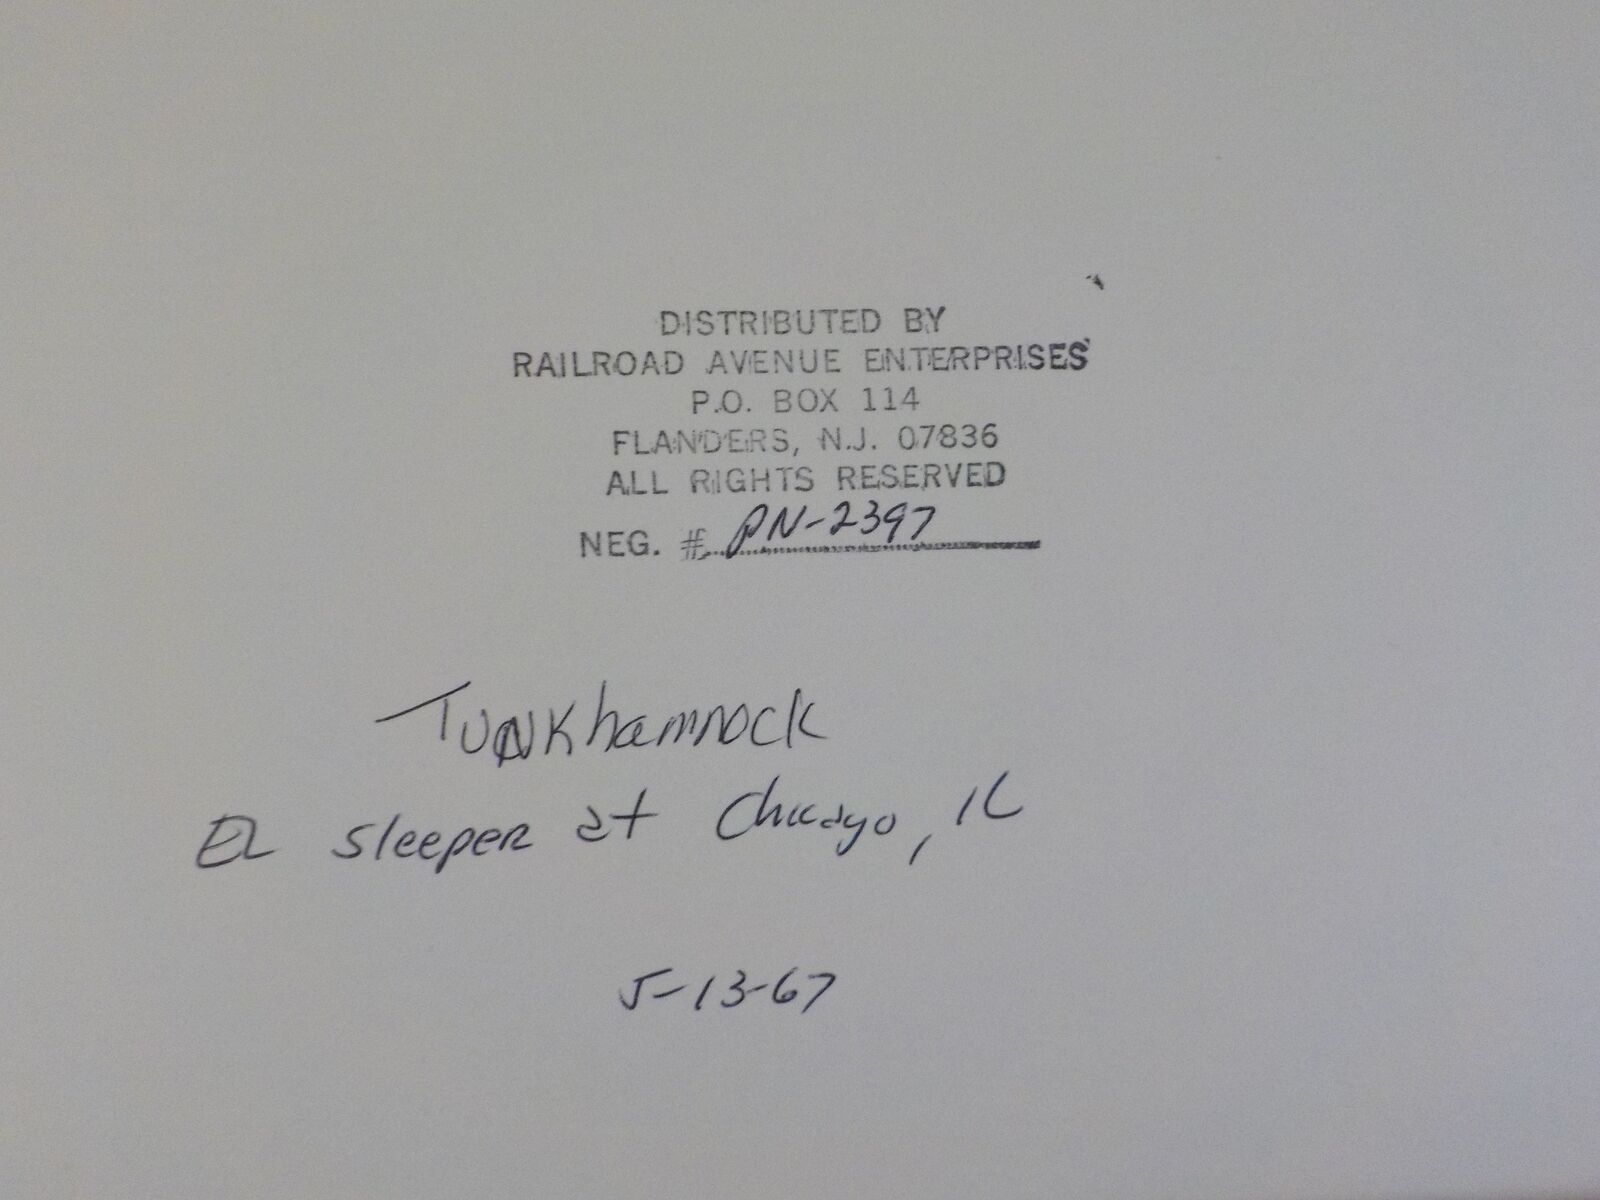 DISTRIBUTED BY
RAILROAD AVENUE ENTERPRISES
P.O. BOX 114
FLANDERS, N.J. 07836
ALL RIGHTS RESERVED
NEG. # PN-2397
Tunkhamnock
EL sleeper at Chicago, IL
5-13-67